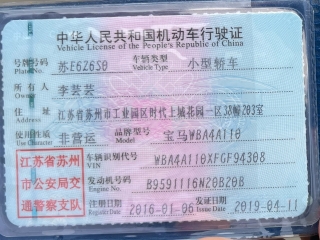 中华人民共和国机动车行驶证
Vehicle License of the People's Republic of China
号牌号码 苏E6Z6S0 车辆类型 小型轿车
Plate No. Vehicle Type
所有人 李芸芸
Owner
住址 江苏省苏州市工业园区时代上城花园一区38幢203室
Address
使用性质 非营运 品牌型号 宝马WBA4A110
Use Character Model
江苏省苏州市公安局交通警察支队
车辆识别代号 WBA4A110XFGF94308
VIN
发动机号码 B9591116N20B20B
Engine No.
注册日期 2016-01-06 发证日期 2019-04-11
Register Date Issue Date